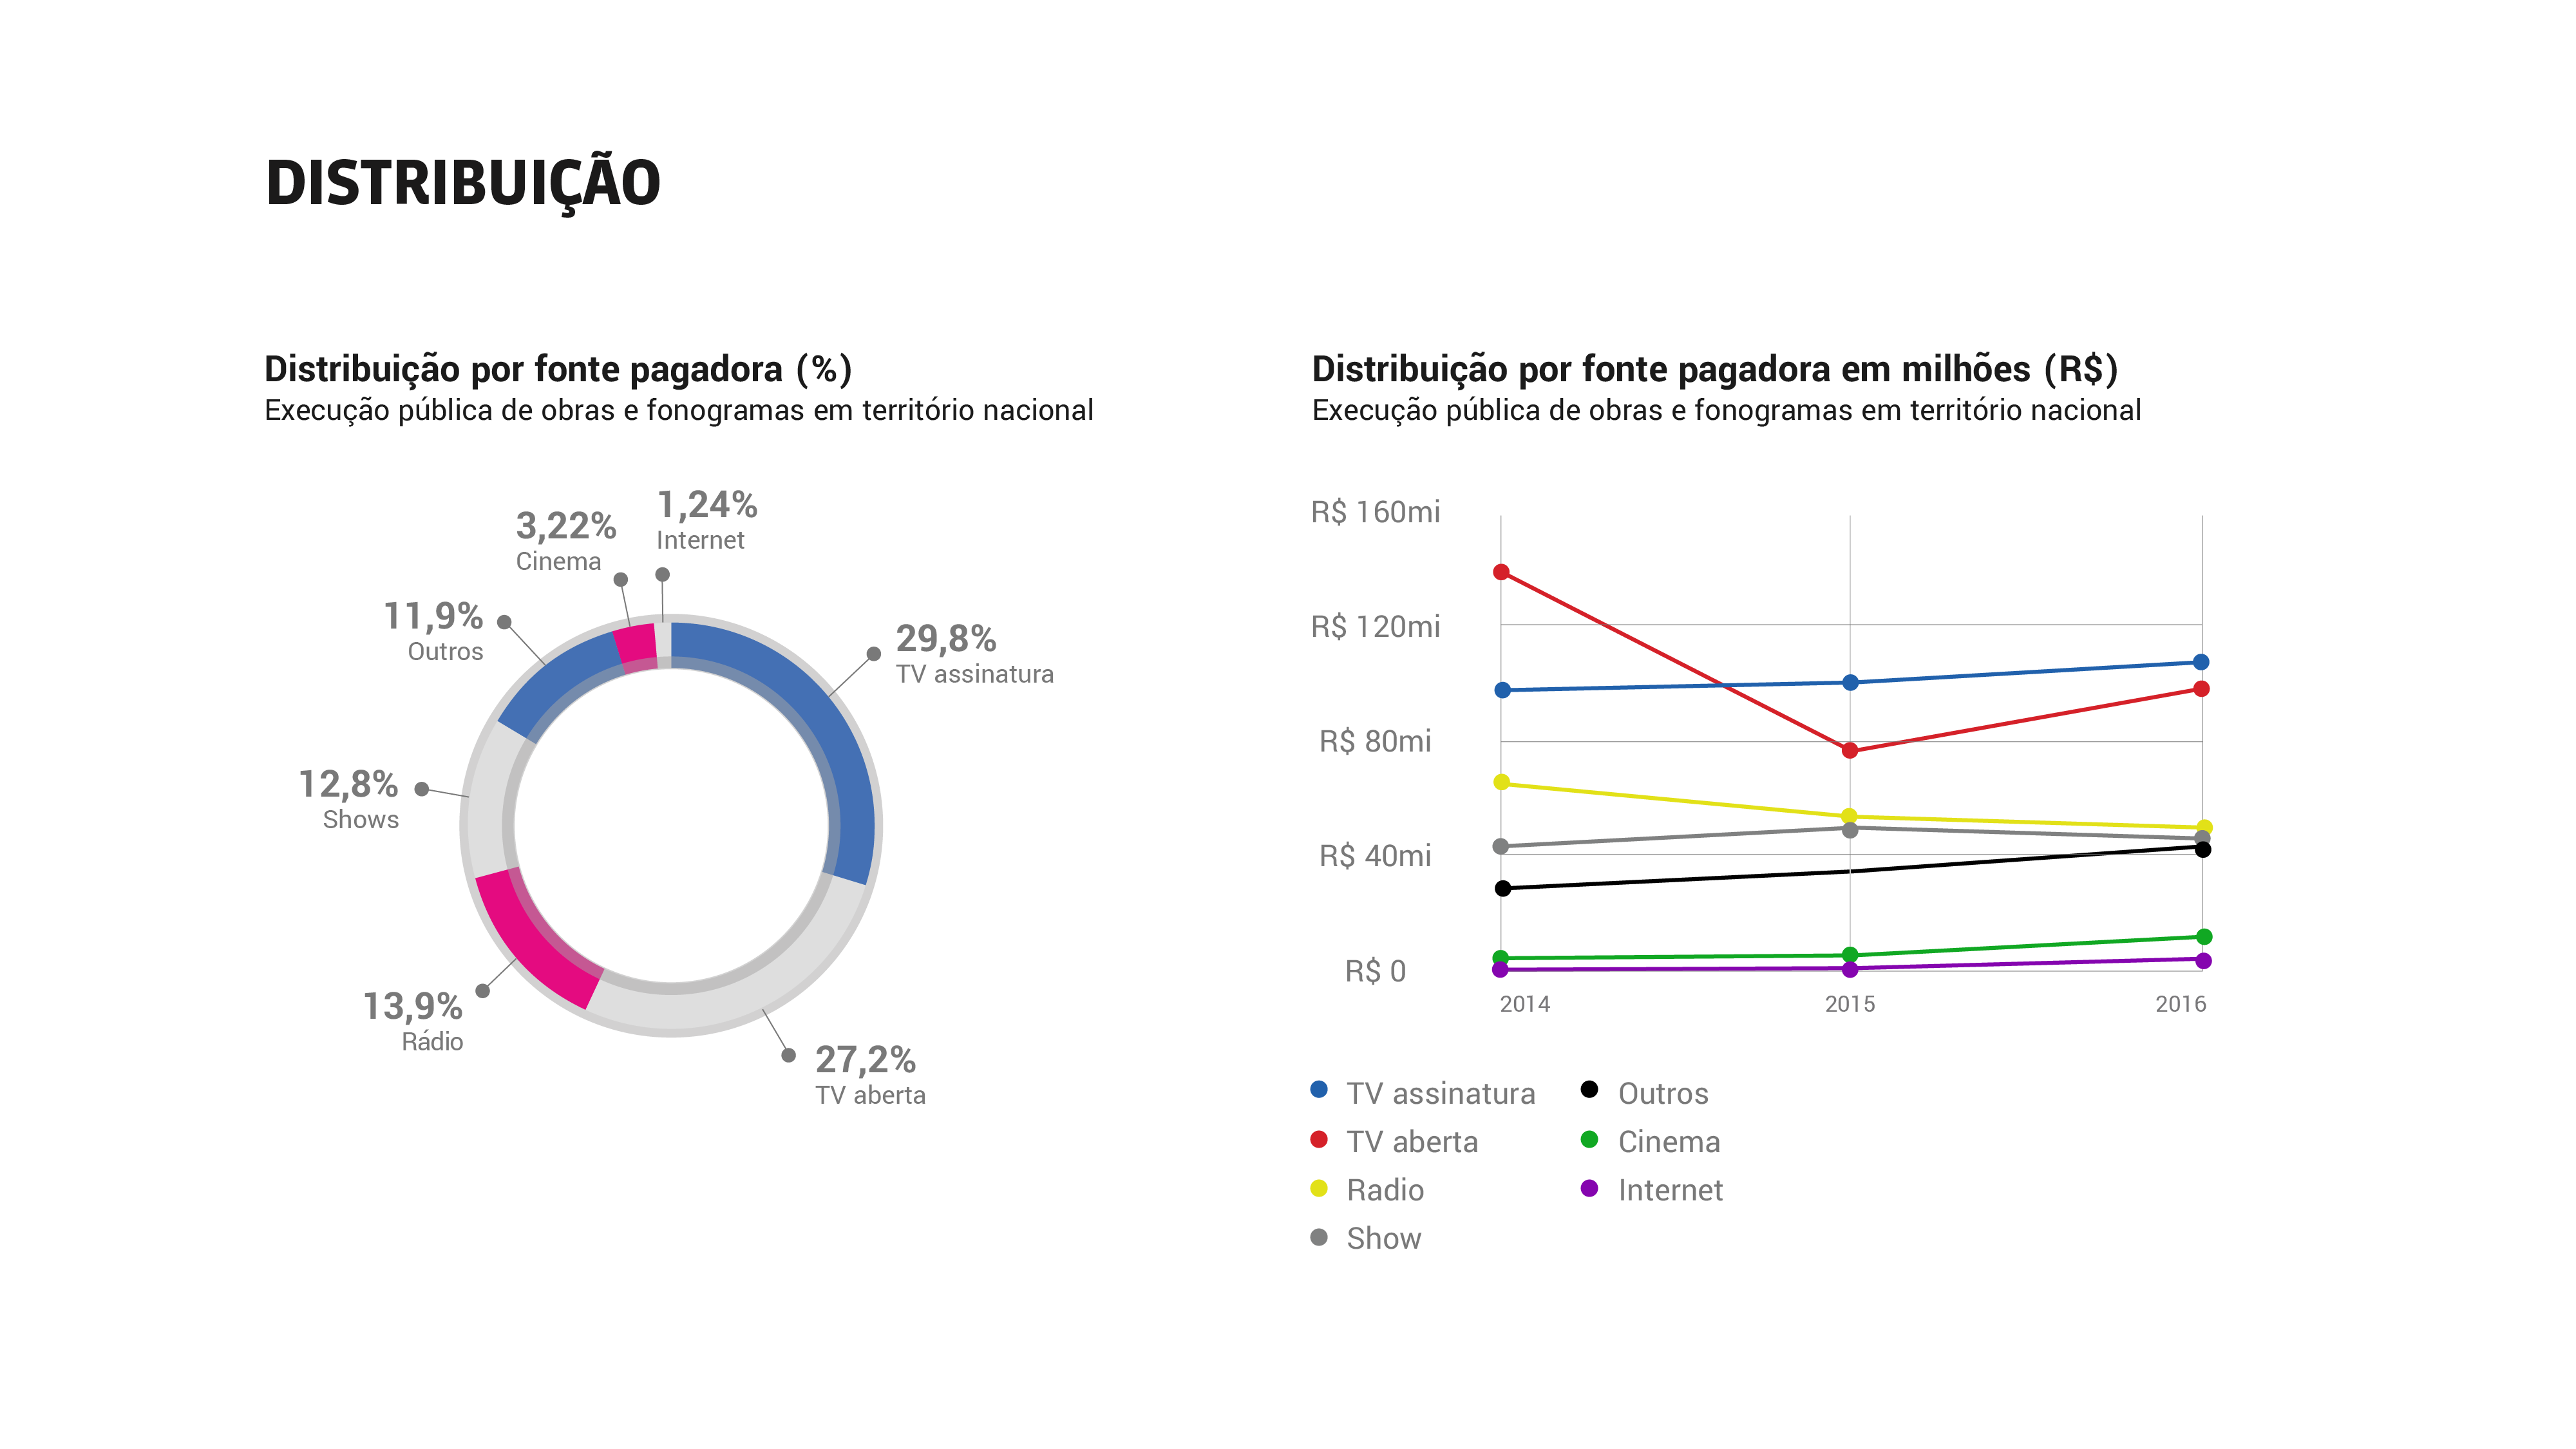 DISTRIBUIÇÃO
Distribuição por fonte pagadora (%)
Execução pública de obras e fonogramas em território nacional
1,24%
Internet
3,22%
Cinema
11,9%
Outros
29,8%
TV assinatura
12,8%
Shows
13,9%
Rádio
27,2%
TV aberta
Distribuição por fonte pagadora em milhões (R$)
Execução pública de obras e fonogramas em território nacional
R$ 160mi
R$ 120mi
R$ 80mi
R$ 40mi
R$ 0
2014 2015 2016
TV assinatura
TV aberta
Radio
Show
Outros
Cinema
Internet